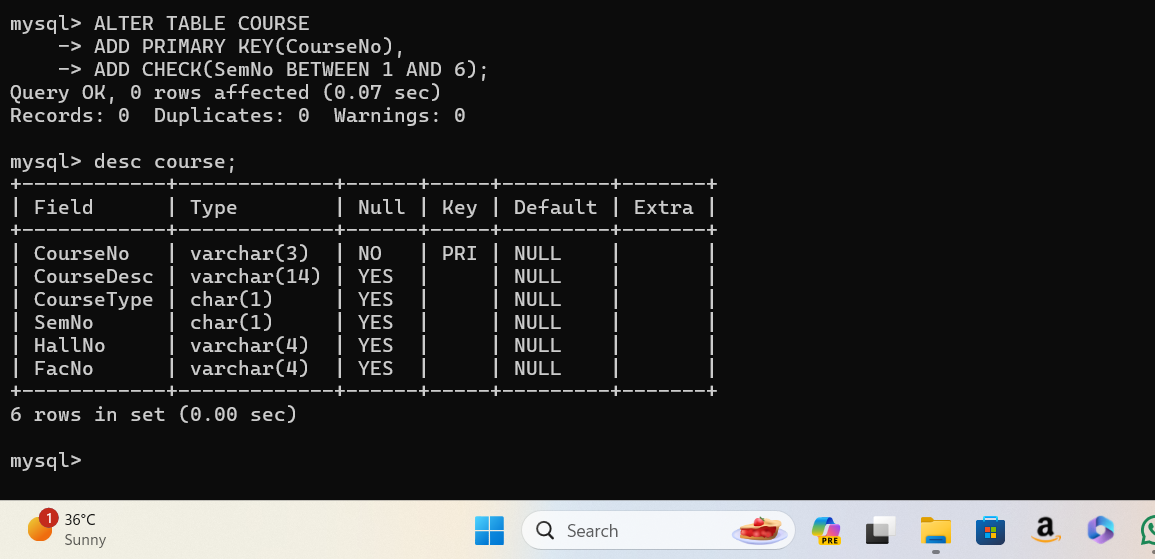 mysql> ALTER TABLE COURSE
    -> ADD PRIMARY KEY(CourseNo),
    -> ADD CHECK(SemNo BETWEEN 1 AND 6);
Query OK, 0 rows affected (0.07 sec)
Records: 0  Duplicates: 0  Warnings: 0

mysql> desc course;
+------------+-------------+------+-----+---------+-------+
| Field      | Type        | Null | Key | Default | Extra |
+------------+-------------+------+-----+---------+-------+
| CourseNo   | varchar(3)  | NO   | PRI | NULL    |       |
| CourseDesc | varchar(14) | YES  |     | NULL    |       |
| CourseType | char(1)     | YES  |     | NULL    |       |
| SemNo      | char(1)     | YES  |     | NULL    |       |
| HallNo     | varchar(4)  | YES  |     | NULL    |       |
| FacNo      | varchar(4)  | YES  |     | NULL    |       |
+------------+-------------+------+-----+---------+-------+
6 rows in set (0.00 sec)

mysql>
1
36°C
Sunny
Search
PRE
a